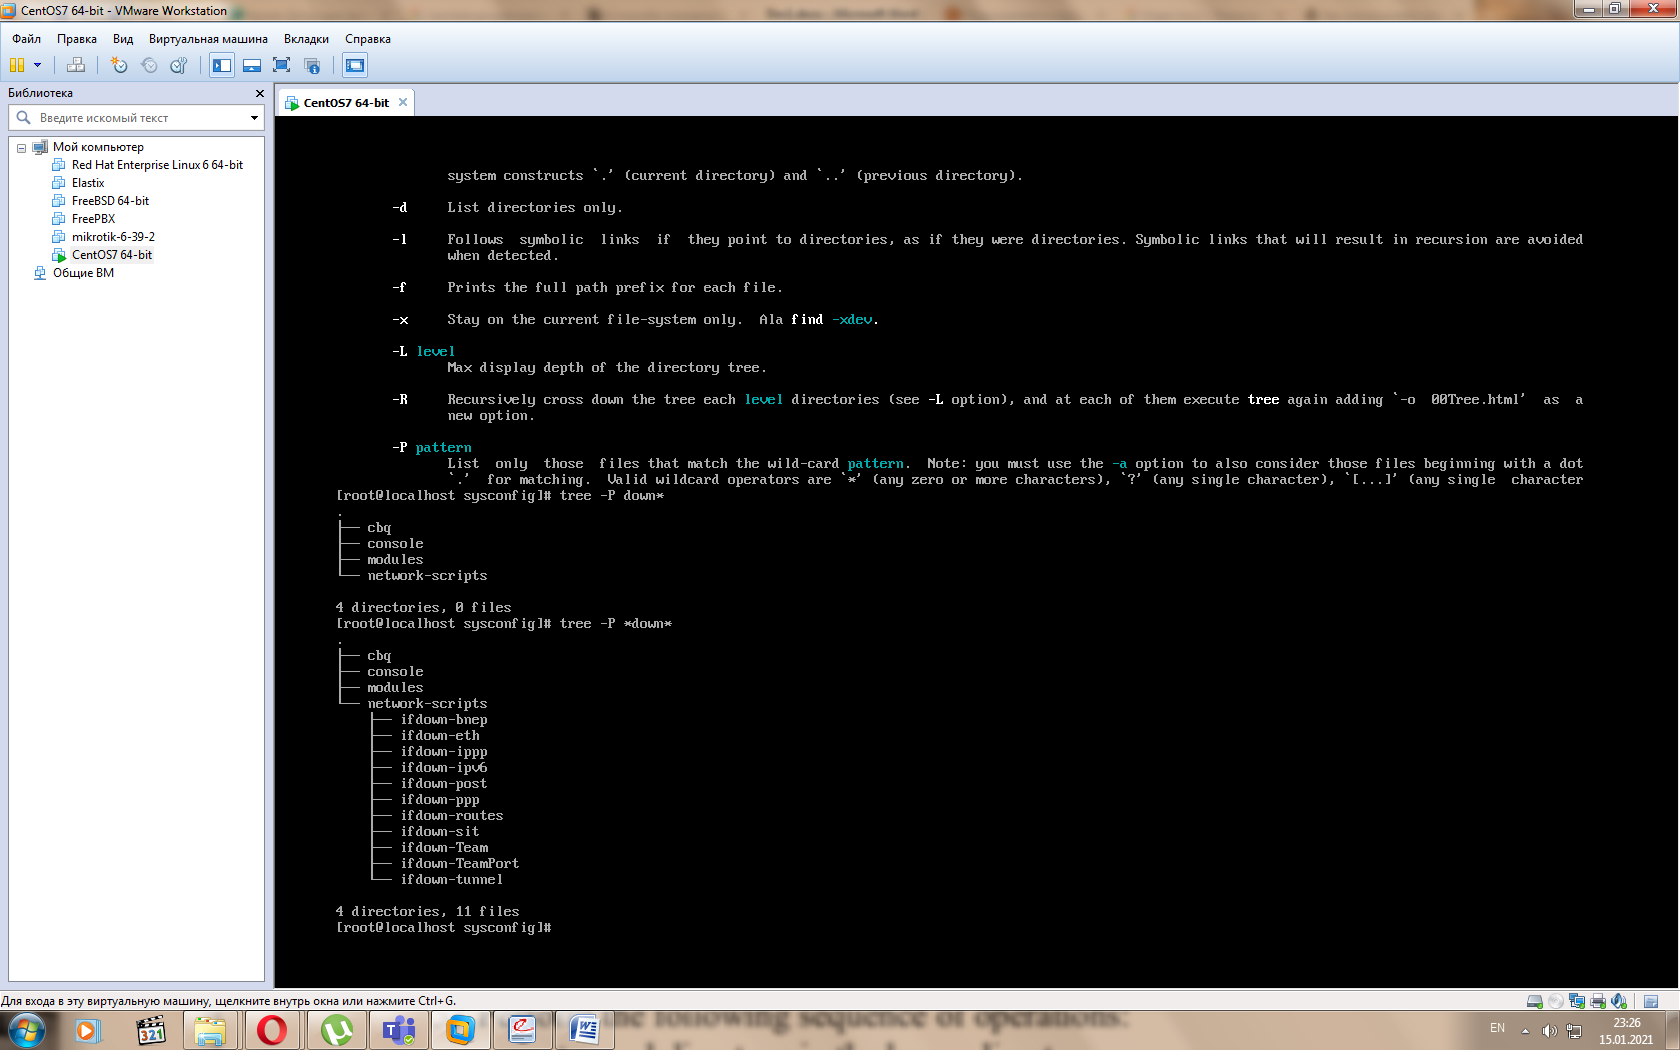 CentOS7 64-bit - VMware Workstation
Файл Правка Вид Виртуальная машина Вкладки Справка
Библиотека
Введите искомый текст
Мой компьютер
Red Hat Enterprise Linux 6 64-bit
Elastix
FreeBSD 64-bit
FreePBX
mikrotik-6-39-2
CentOS7 64-bit
Общие ВМ
CentOS7 64-bit
system constructs `.' (current directory) and `..' (previous directory).
-d List directories only.
-l Follows symbolic links if they point to directories, as if they were directories. Symbolic links that will result in recursion are avoided
when detected.
-f Prints the full path prefix for each file.
-x Stay on the current file-system only. Ala find -xdev.
-L level
Max display depth of the directory tree.
-R Recursively cross down the tree each level directories (see -L option), and at each of them execute tree again adding `-o 00Tree.html' as a
new option.
-P pattern
List only those files that match the wild-card pattern. Note: you must use the -a option to also consider those files beginning with a dot
`.' for matching. Valid wildcard operators are `*' (any zero or more characters), `?' (any single character), `[...]' (any single character
[root@localhost sysconfig]# tree -P down*
.
├── cbq
├── console
├── modules
└── network-scripts
4 directories, 0 files
[root@localhost sysconfig]# tree -P *down*
.
├── cbq
├── console
├── modules
└── network-scripts
├── ifdown-bnep
├── ifdown-eth
├── ifdown-ippp
├── ifdown-ipv6
├── ifdown-post
├── ifdown-ppp
├── ifdown-routes
├── ifdown-sit
├── ifdown-Team
├── ifdown-TeamPort
└── ifdown-tunnel
4 directories, 11 files
[root@localhost sysconfig]#
Для входа в эту виртуальную машину, щелкните внутрь окна или нажмите Ctrl+G.
321
following sequence of operations:
EN
23:26
15.01.2021